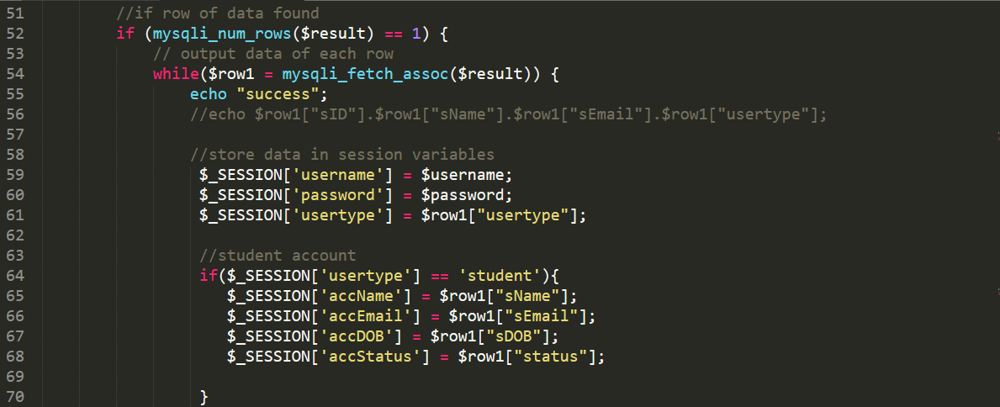 51 //if row of data found
52 if (mysqli_num_rows($result) == 1) {
53 // output data of each row
54 while($row1 = mysqli_fetch_assoc($result)) {
55 echo "success";
56 //echo $row1["sID"].$row1["sName"].$row1["sEmail"].$row1["usertype"];
57
58 //store data in session variables
59 $_SESSION['username'] = $username;
60 $_SESSION['password'] = $password;
61 $_SESSION['usertype'] = $row1["usertype"];
62
63 //student account
64 if($_SESSION['usertype'] == 'student'){
65 $_SESSION['accName'] = $row1["sName"];
66 $_SESSION['accEmail'] = $row1["sEmail"];
67 $_SESSION['accDOB'] = $row1["sDOB"];
68 $_SESSION['accStatus'] = $row1["status"];
69
70 }